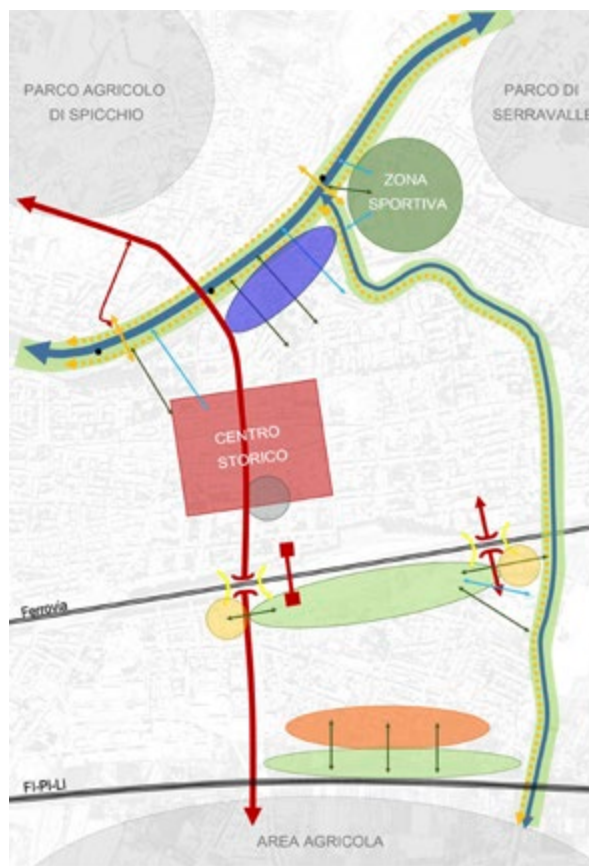 PARCO AGRICOLO
DI SPICCHIO
PARCO DI
SERRAVALLE
ZONA
SPORTIVA
CENTRO
STORICO
Ferrovia
FI-PI-LI
AREA AGRICOLA